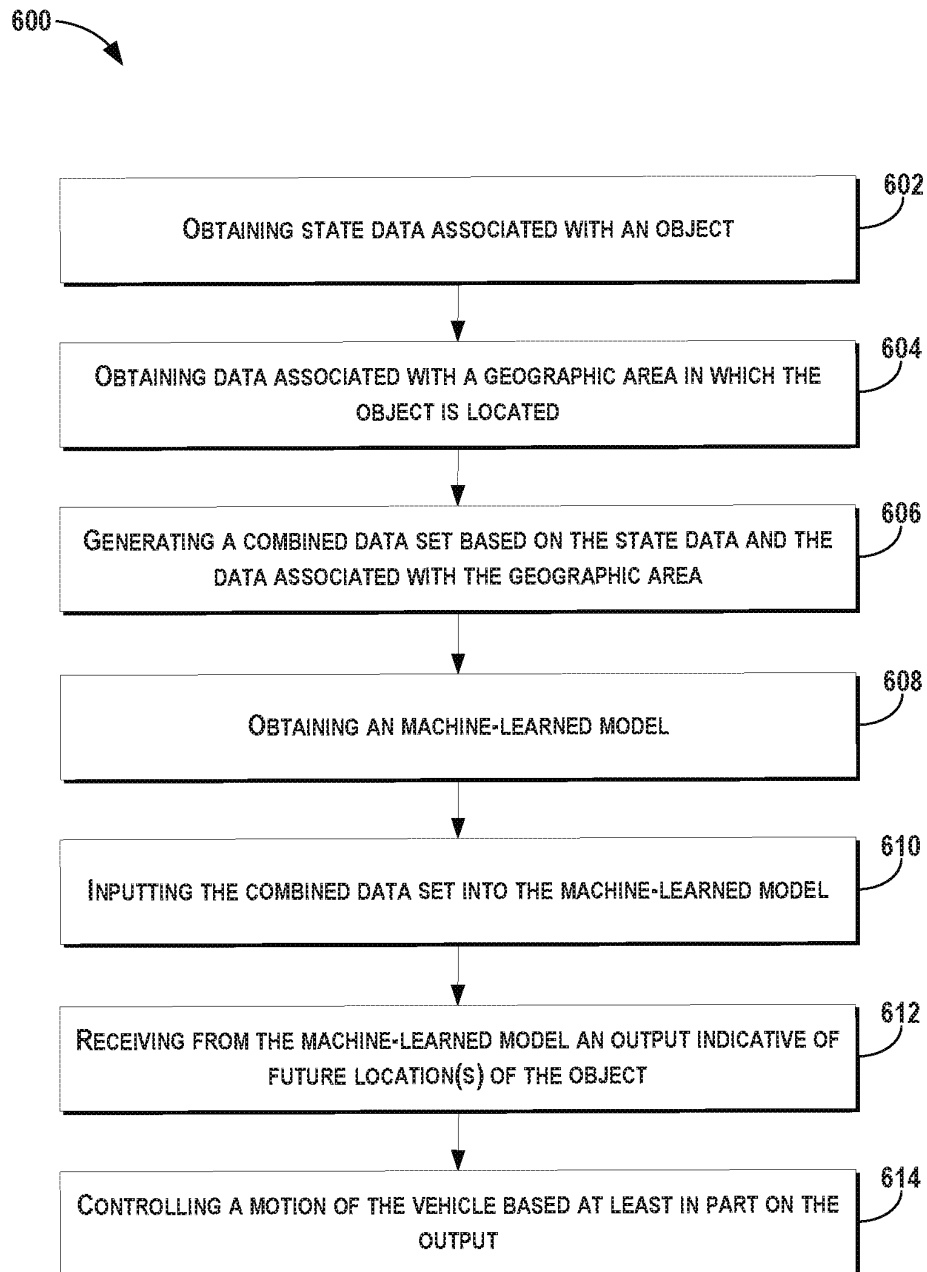 600
602
OBTAINING STATE DATA ASSOCIATED WITH AN OBJECT
604
OBTAINING DATA ASSOCIATED WITH A GEOGRAPHIC AREA IN WHICH THE
OBJECT IS LOCATED
606
GENERATING A COMBINED DATA SET BASED ON THE STATE DATA AND THE
DATA ASSOCIATED WITH THE GEOGRAPHIC AREA
608
OBTAINING AN MACHINE-LEARNED MODEL
610
INPUTTING THE COMBINED DATA SET INTO THE MACHINE-LEARNED MODEL
612
RECEIVING FROM THE MACHINE-LEARNED MODEL AN OUTPUT INDICATIVE OF
FUTURE LOCATION(S) OF THE OBJECT
614
CONTROLLING A MOTION OF THE VEHICLE BASED AT LEAST IN PART ON THE
OUTPUT